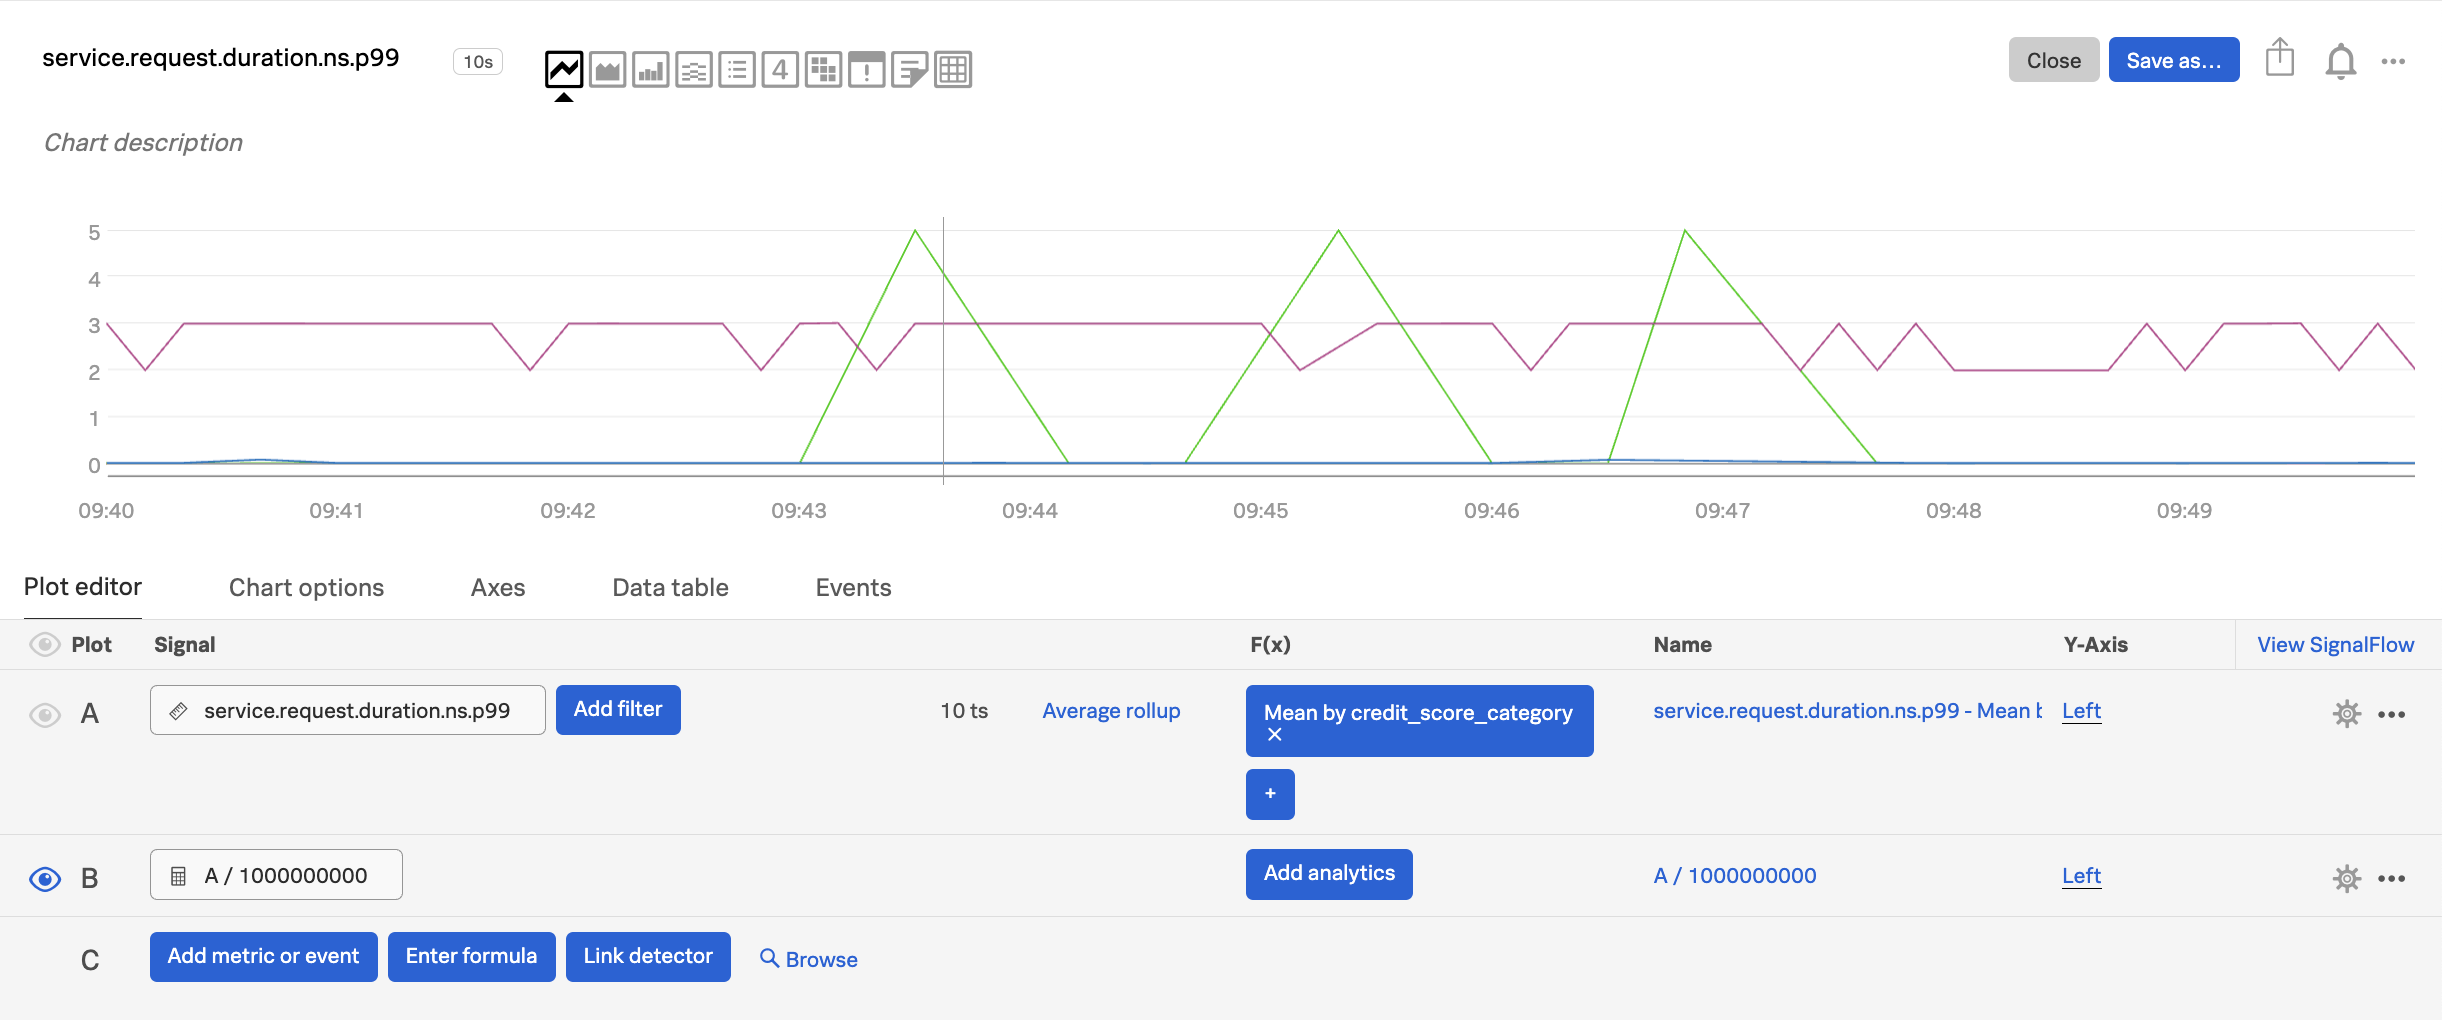 service.request.duration.ns.p99
10s
4
Close
Save as…
Chart description
5
4
3
2
1
0
09:40 09:41 09:42 09:43 09:44 09:45 09:46 09:47 09:48 09:49
Plot editor Chart options Axes Data table Events
Plot Signal F(x) Name Y-Axis View SignalFlow
A service.request.duration.ns.p99 Add filter 10 ts Average rollup Mean by credit_score_category service.request.duration.ns.p99 - Mean Left
+
B A / 1000000000 Add analytics A / 1000000000 Left
C Add metric or event Enter formula Link detector Browse